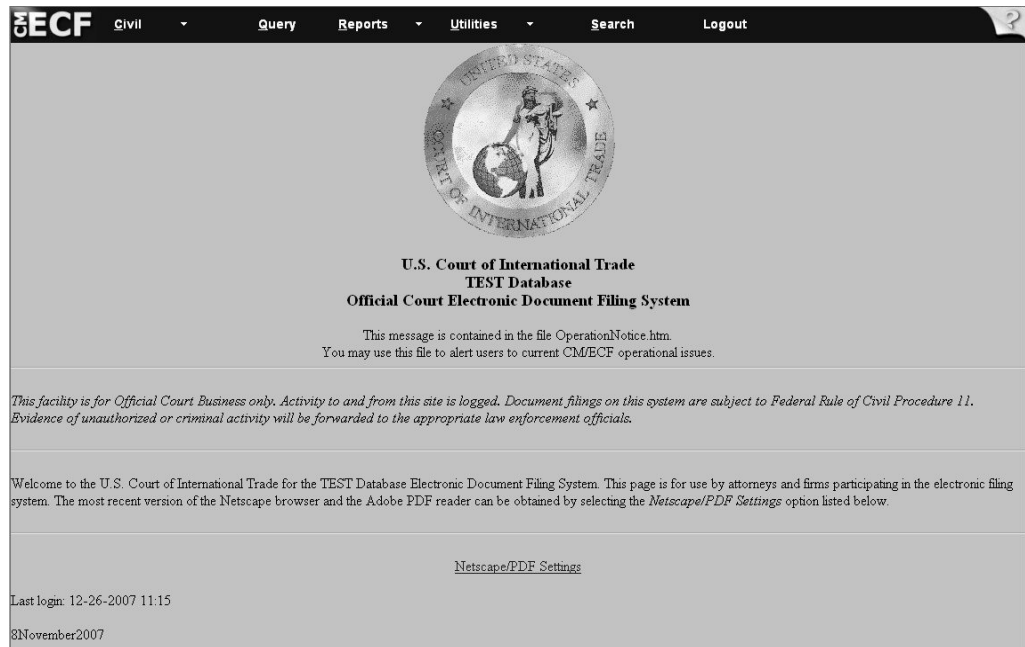 CM ECF Civil Query Reports Utilities Search Logout ?
UNITED STATES
COURT OF INTERNATIONAL TRADE
U.S. Court of International Trade
TEST Database
Official Court Electronic Document Filing System
This message is contained in the file OperationNotice.htm.
You may use this file to alert users to current CM/ECF operational issues.
This facility is for Official Court Business only. Activity to and from this site is logged. Document filings on this system are subject to Federal Rule of Civil Procedure 11.
Evidence of unauthorized or criminal activity will be forwarded to the appropriate law enforcement officials.
Welcome to the U.S. Court of International Trade for the TEST Database Electronic Document Filing System. This page is for use by attorneys and firms participating in the electronic filing
system. The most recent version of the Netscape browser and the Adobe PDF reader can be obtained by selecting the Netscape/PDF Settings option listed below.
Netscape/PDF Settings
Last login: 12-26-2007 11:15
8November2007